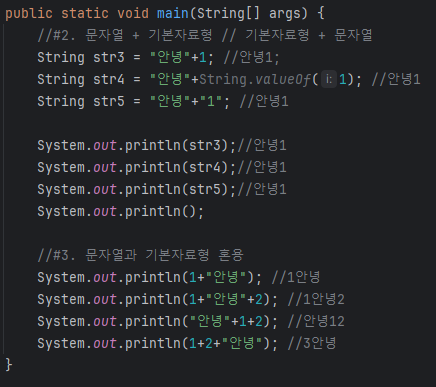 public static void main(String[] args) {
//#2. 문자열 + 기본자료형 // 기본자료형 + 문자열
String str3 = "안녕"+1; //안녕1;
String str4 = "안녕"+String.valueOf( i: 1); //안녕1
String str5 = "안녕"+"1"; //안녕1
System.out.println(str3);//안녕1
System.out.println(str4);//안녕1
System.out.println(str5);//안녕1
System.out.println();
//#3. 문자열과 기본자료형 혼용
System.out.println(1+"안녕"); //1안녕
System.out.println(1+"안녕"+2); //1안녕2
System.out.println("안녕"+1+2); //안녕12
System.out.println(1+2+"안녕"); //3안녕
}